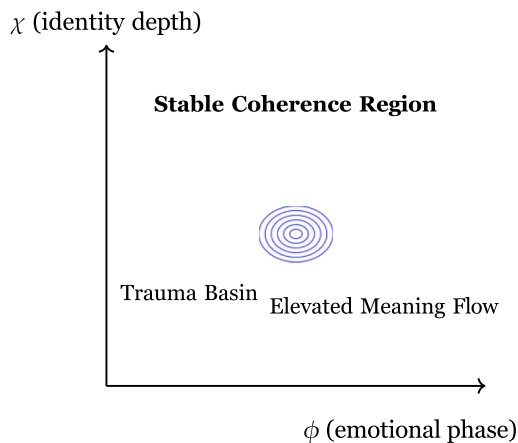 χ (identity depth)
Stable Coherence Region
Trauma Basin
Elevated Meaning Flow
ϕ (emotional phase)